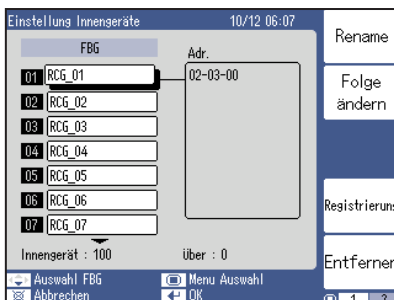 Einstellung Innengeräte 10/12 06:07
FBG
Adr.
01 RCG_01
02-03-00
02 RCG_02
03 RCG_03
04 RCG_04
05 RCG_05
06 RCG_06
07 RCG_07
Innengerät : 100 Über : 0
Auswahl FBG Menu Auswahl
Abbrechen OK
Rename
Folge
ändern
Registrierun
Entferner
1 2